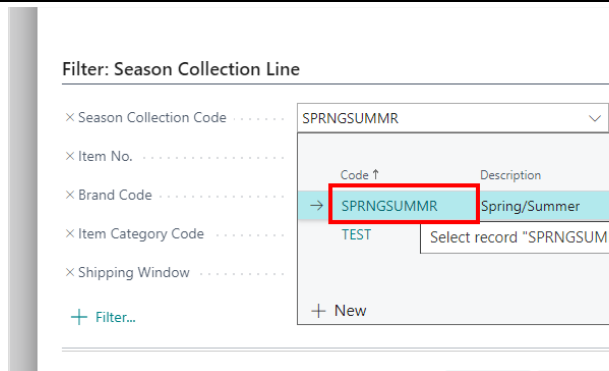 Filter: Season Collection Line
× Season Collection Code SPRNGSUMMR
× Item No.
Code ↑ Description
× Brand Code
→ SPRNGSUMMR Spring/Summer
× Item Category Code
TEST Select record "SPRNGSUM
× Shipping Window
+ Filter...
+ New